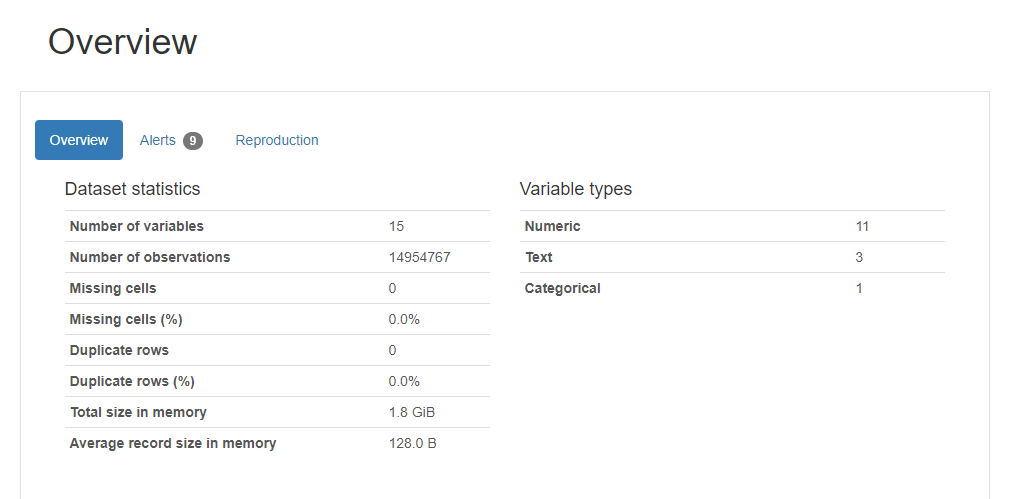 Overview
Overview Alerts 9 Reproduction
Dataset statistics
Number of variables 15
Number of observations 14954767
Missing cells 0
Missing cells (%) 0.0%
Duplicate rows 0
Duplicate rows (%) 0.0%
Total size in memory 1.8 GiB
Average record size in memory 128.0 B
Variable types
Numeric 11
Text 3
Categorical 1